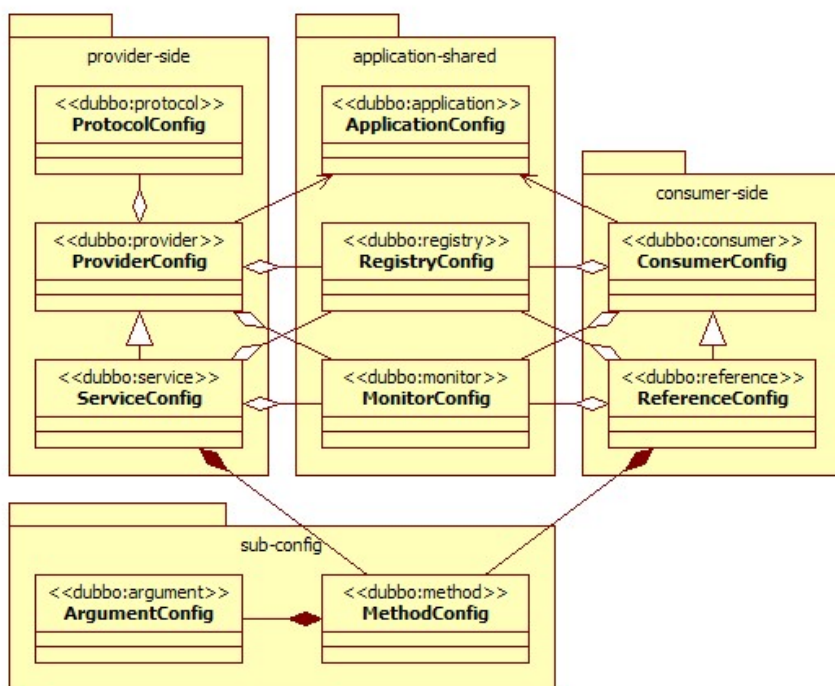 provider-side
application-shared
<<dubbo:protocol>>
ProtocolConfig
<<dubbo:application>>
ApplicationConfig
consumer-side
<<dubbo:provider>>
ProviderConfig
<<dubbo:registry>>
RegistryConfig
<<dubbo:consumer>>
ConsumerConfig
<<dubbo:service>>
ServiceConfig
<<dubbo:monitor>>
MonitorConfig
<<dubbo:reference>>
ReferenceConfig
sub-config
<<dubbo:argument>>
ArgumentConfig
<<dubbo:method>>
MethodConfig